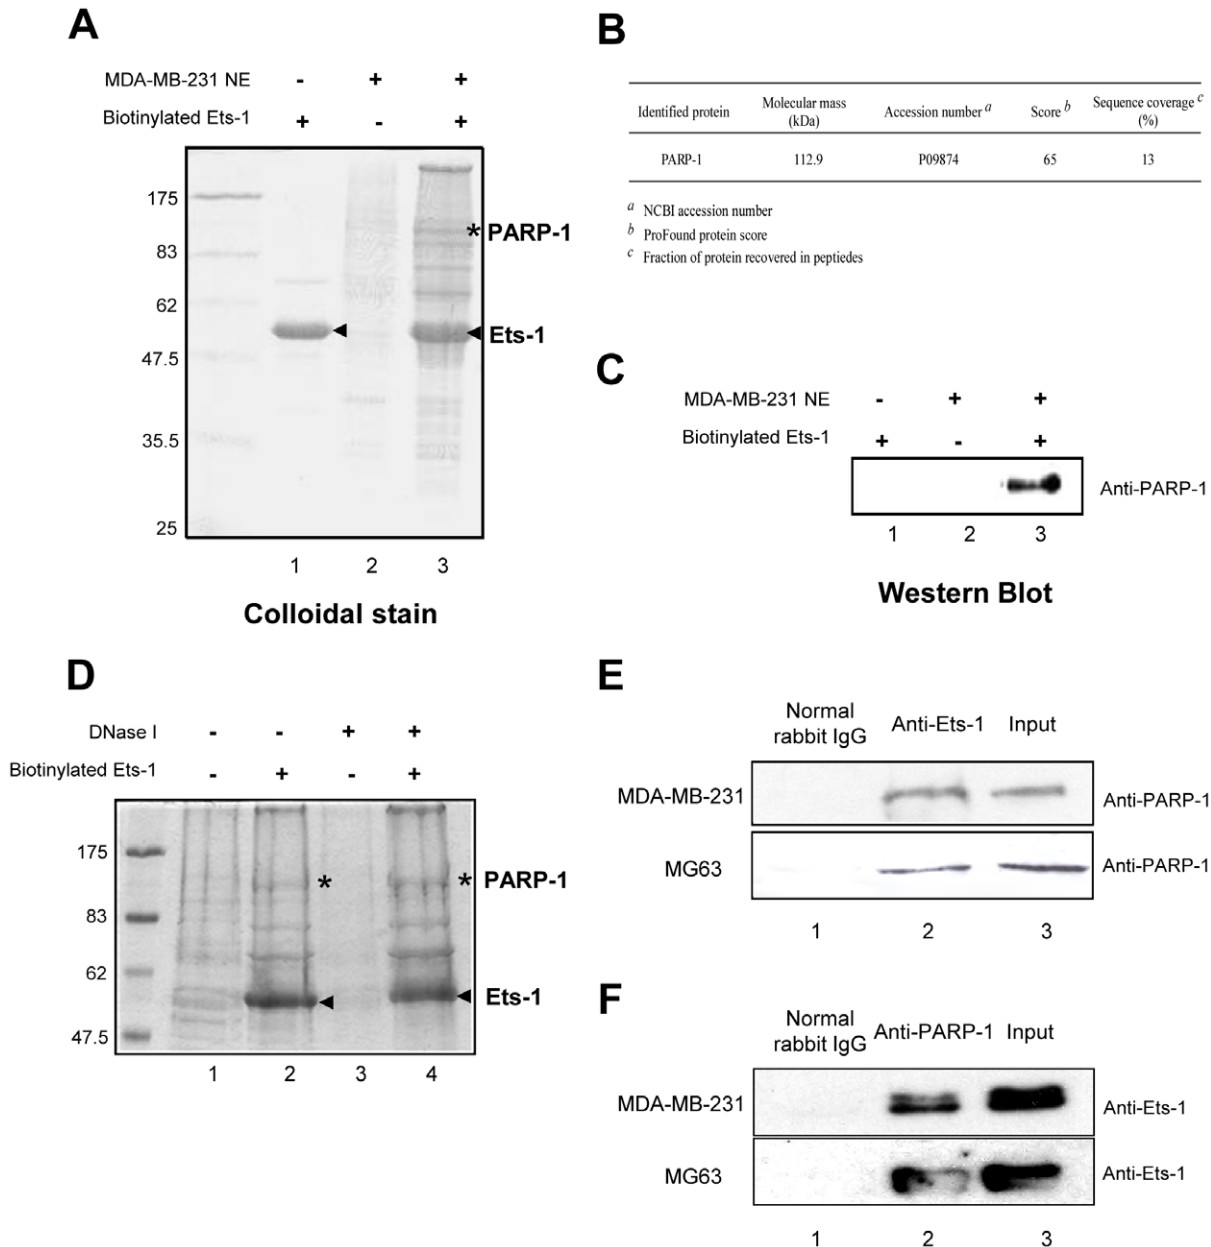 A
MDA-MB-231 NE - + +
Biotinylated Ets-1 + - +
175
PARP-1
83
62
Ets-1
47.5
35.5
25
1 2 3
Colloidal stain
B
Identified protein Molecular mass (kDa) Accession number a Score b Sequence coverage c (%)
PARP-1 112.9 P09874 65 13
a NCBI accession number
b ProFound protein score
c Fraction of protein recovered in peptiedes
C
MDA-MB-231 NE - + +
Biotinylated Ets-1 + - +
Anti-PARP-1
1 2 3
Western Blot
D
DNase I - - + +
Biotinylated Ets-1 - + - +
175
* * PARP-1
83
62
Ets-1
47.5
1 2 3 4
E
Normal rabbit IgG Anti-Ets-1 Input
MDA-MB-231 Anti-PARP-1
MG63 Anti-PARP-1
1 2 3
F
Normal rabbit IgG Anti-PARP-1 Input
MDA-MB-231 Anti-Ets-1
MG63 Anti-Ets-1
1 2 3